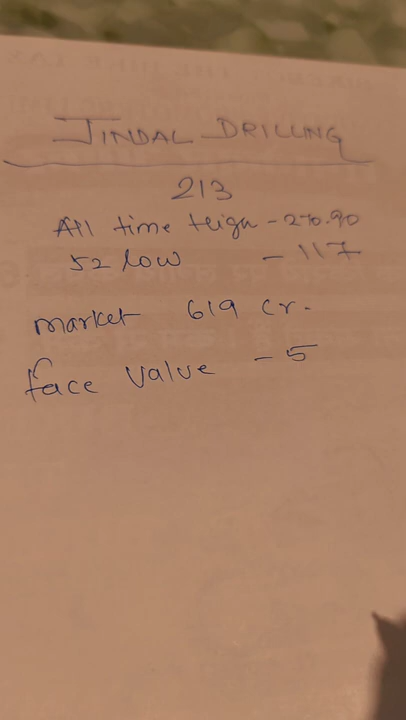 JINDAL DRILLING
213
All time High - 270.90
52 low - 117
market 619 cr.
face value - 5